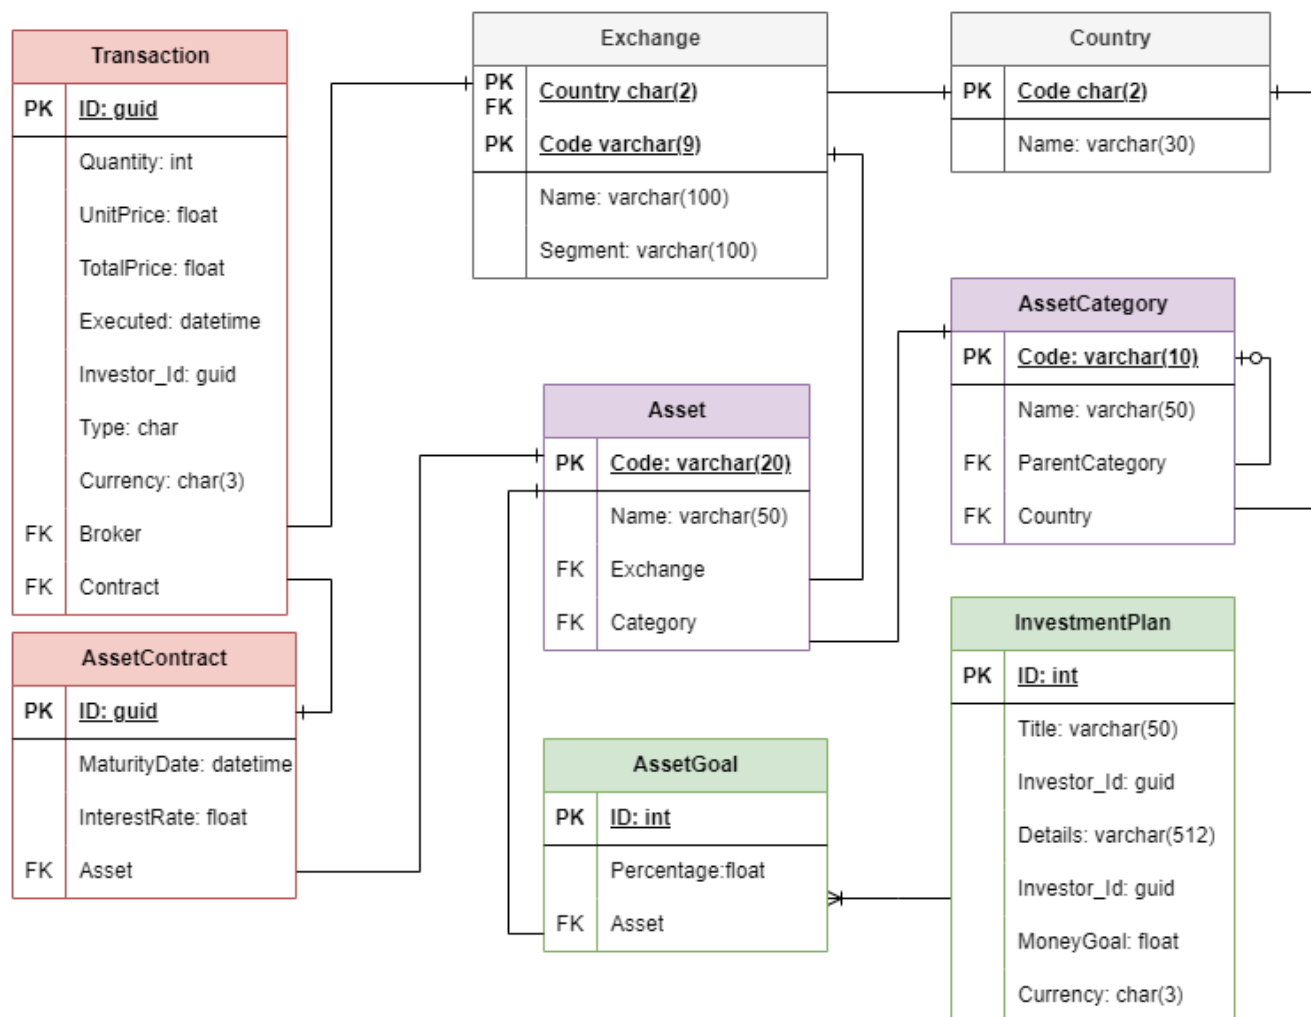 Transaction
PK ID: guid
Quantity: int
UnitPrice: float
TotalPrice: float
Executed: datetime
Investor_Id: guid
Type: char
Currency: char(3)
FK Broker
FK Contract
AssetContract
PK ID: guid
MaturityDate: datetime
InterestRate: float
FK Asset
Exchange
PK
FK Country char(2)
PK Code varchar(9)
Name: varchar(100)
Segment: varchar(100)
Asset
PK Code: varchar(20)
Name: varchar(50)
FK Exchange
FK Category
AssetGoal
PK ID: int
Percentage:float
FK Asset
Country
PK Code char(2)
Name: varchar(30)
AssetCategory
PK Code: varchar(10)
Name: varchar(50)
FK ParentCategory
FK Country
InvestmentPlan
PK ID: int
Title: varchar(50)
Investor_Id: guid
Details: varchar(512)
Investor_Id: guid
MoneyGoal: float
Currency: char(3)